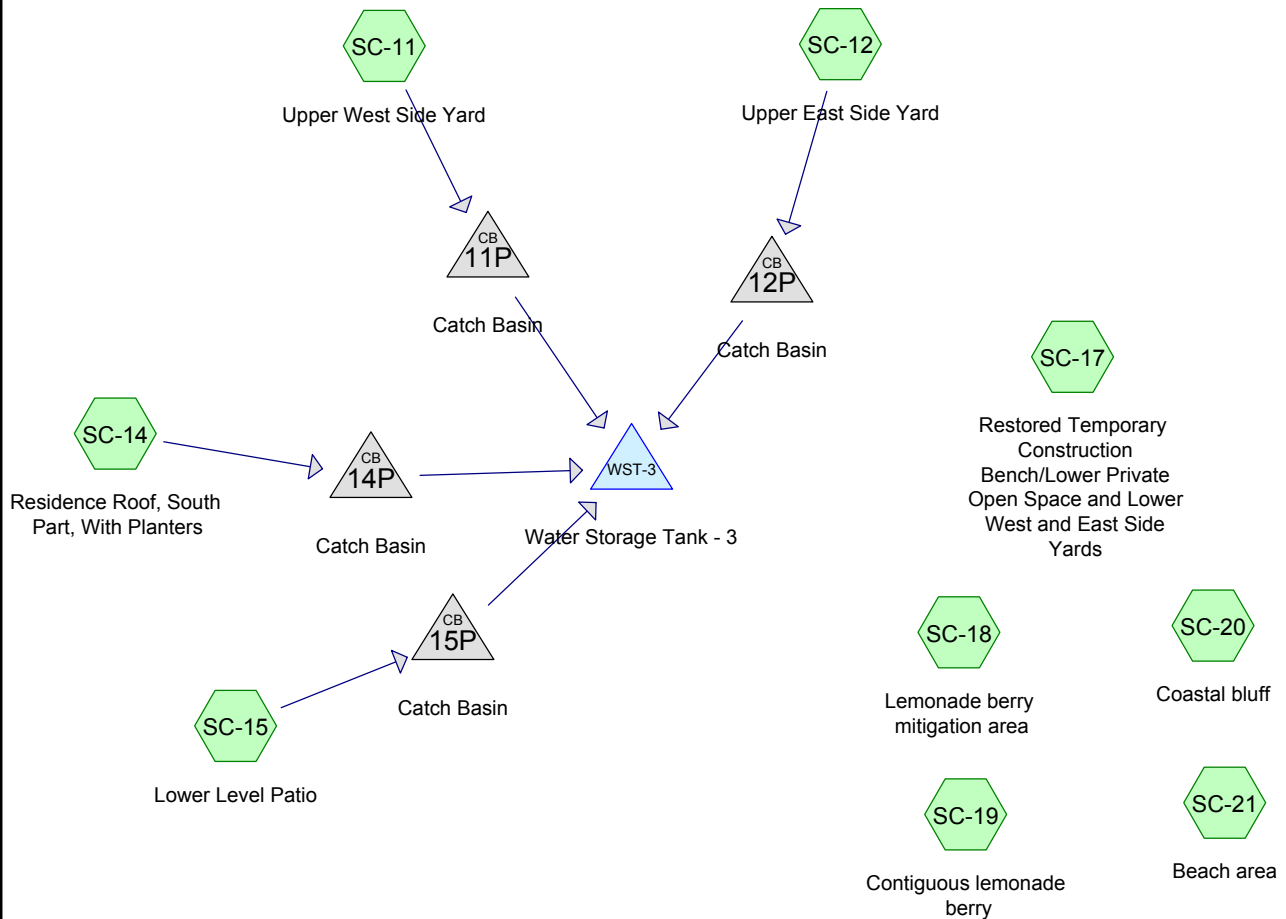 SC-11
Upper West Side Yard
SC-12
Upper East Side Yard
CB
11P
Catch Basin
CB
12P
Catch Basin
SC-17
Restored Temporary
Construction
Bench/Lower Private
Open Space and Lower
West and East Side
Yards
SC-14
Residence Roof, South
Part, With Planters
CB
14P
Catch Basin
WST-3
Water Storage Tank - 3
CB
15P
Catch Basin
SC-15
Lower Level Patio
SC-18
Lemonade berry
mitigation area
SC-20
Coastal bluff
SC-19
Contiguous lemonade
berry
SC-21
Beach area